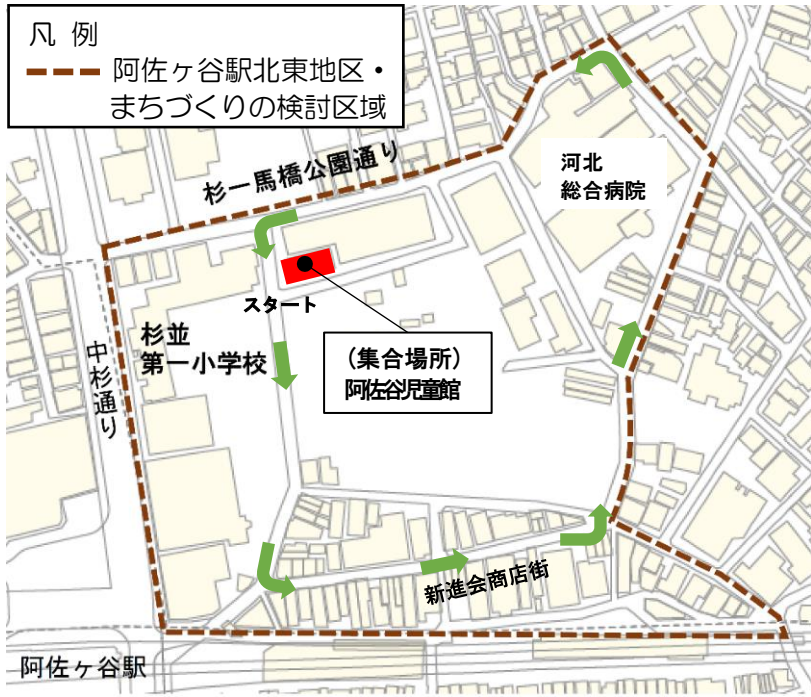 凡 例
阿佐ヶ谷駅北東地区・
まちづくりの検討区域
杉一馬橋公園通り
河北
総合病院
スタート
杉並
第一小学校
(集合場所)
阿佐谷児童館
中杉通り
新進会商店街
阿佐ヶ谷駅